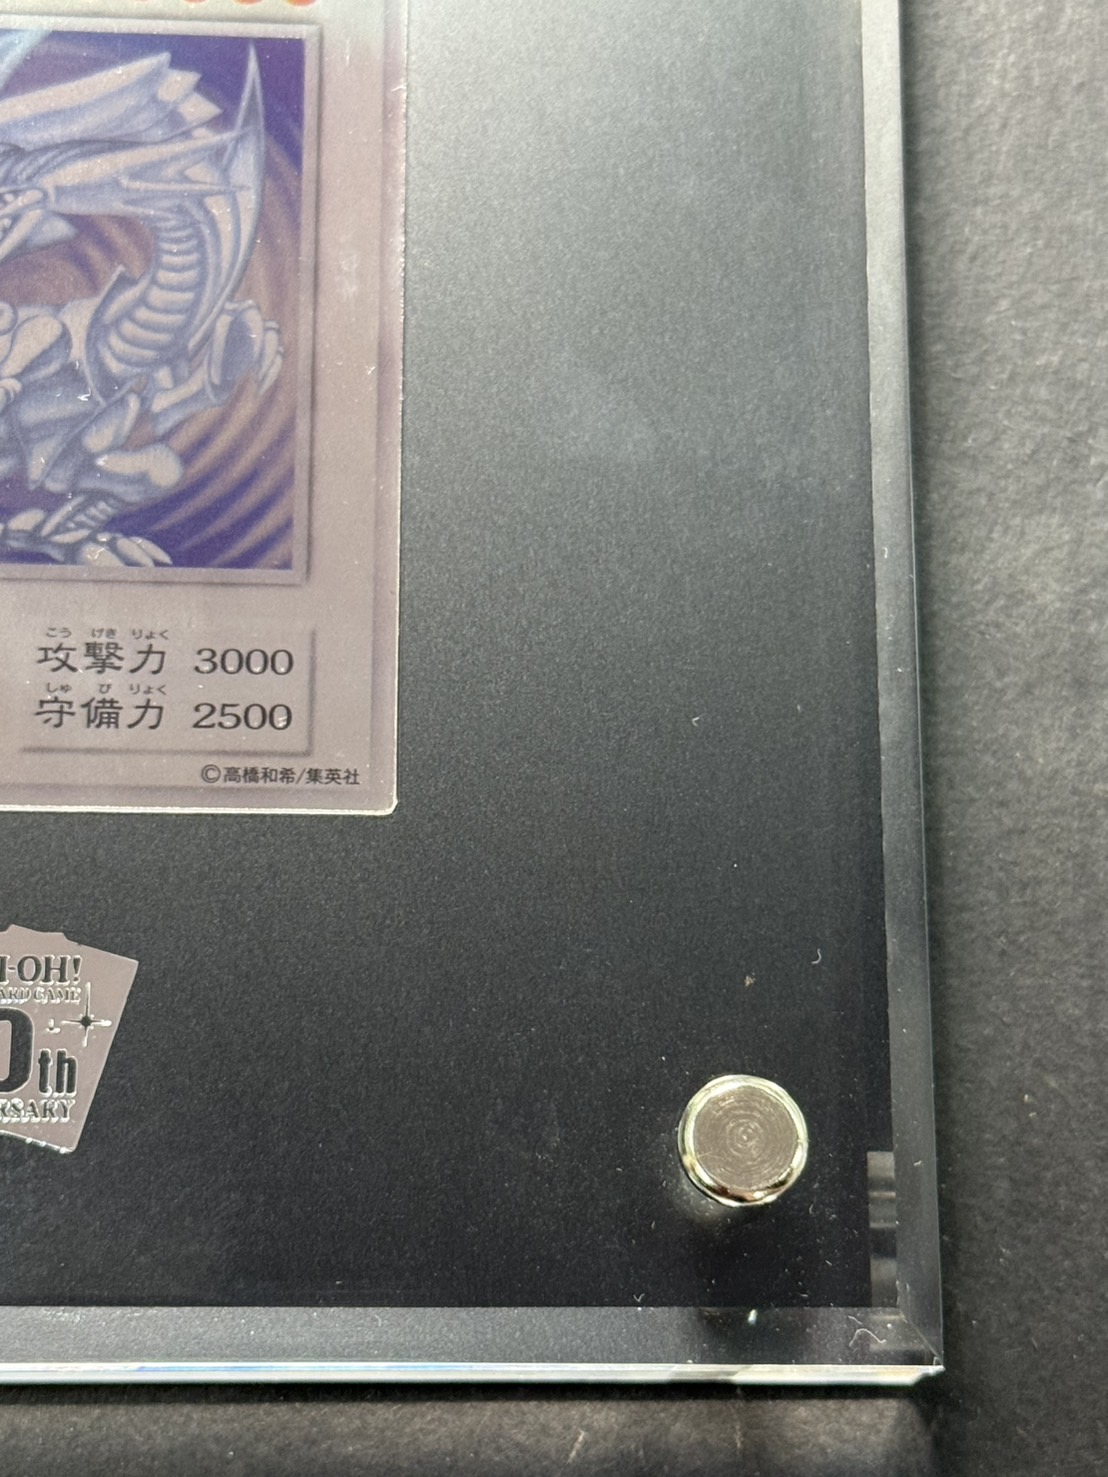 こう げき りょく
攻撃力 3000
しゅ び りょく
守備力 2500
©高橋和希/集英社
-OH!
ARD GAME
0th
RSARY